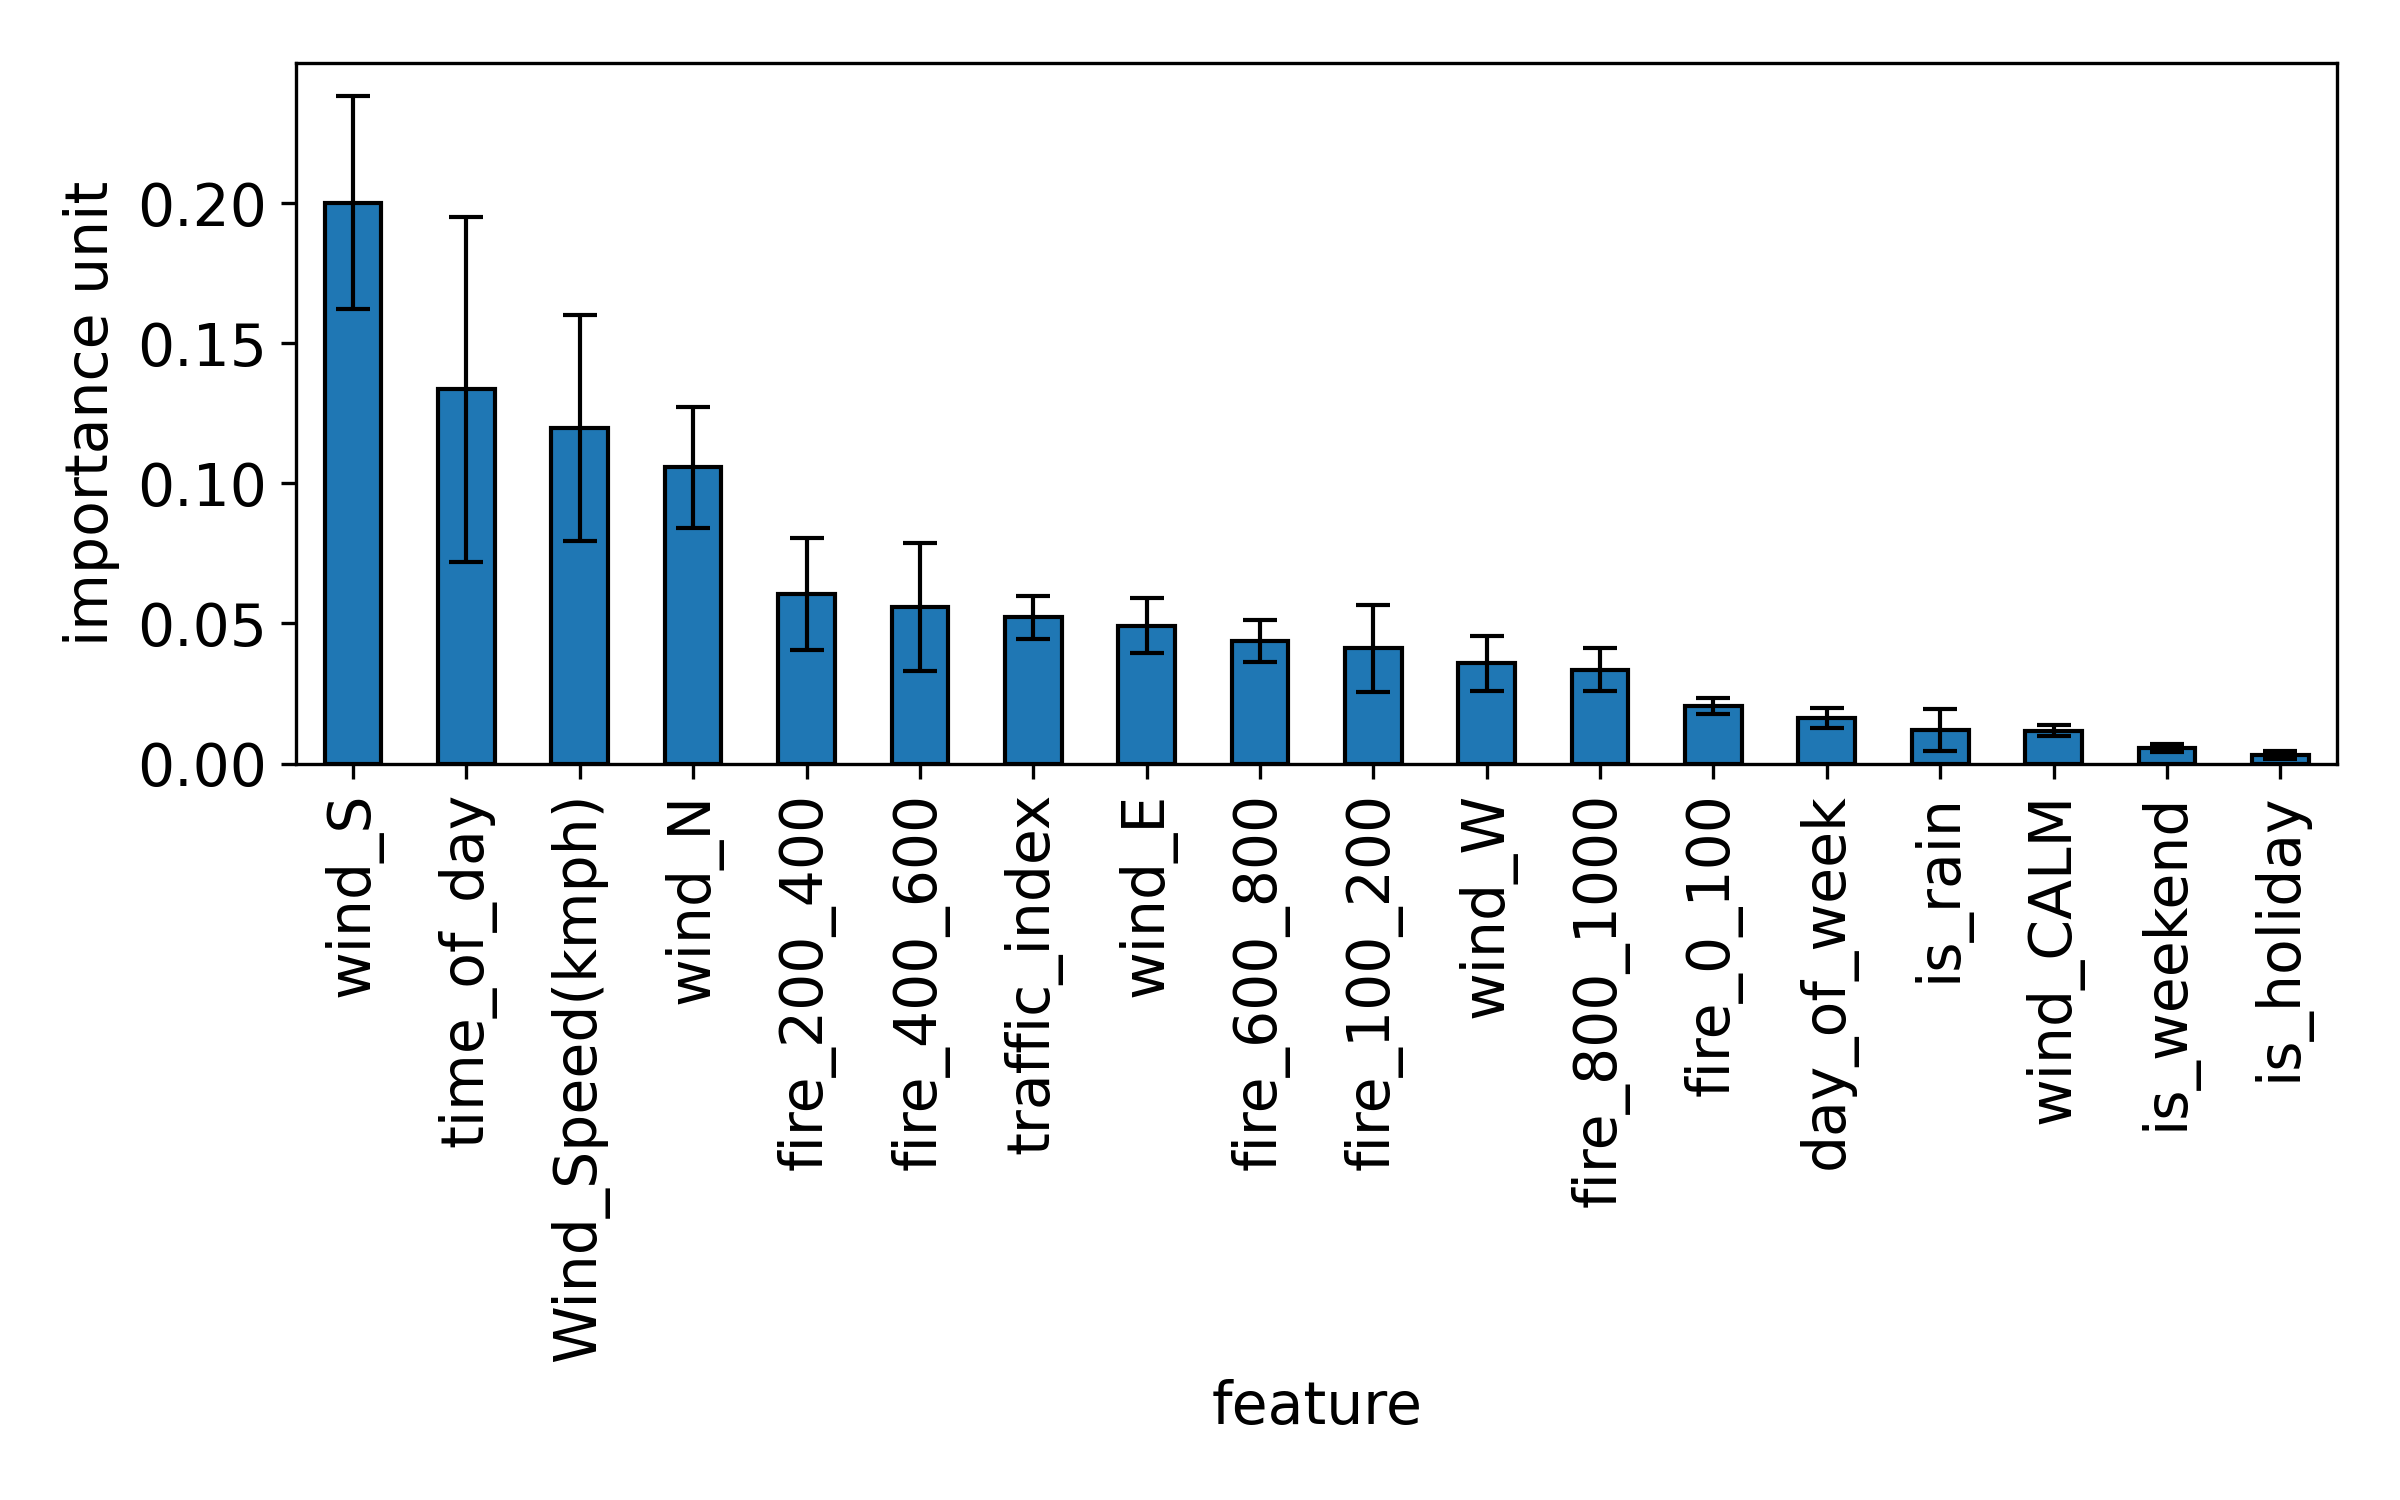 importance unit
0.20
0.15
0.10
0.05
0.00
wind_S
time_of_day
Wind_Speed(kmph)
wind_N
fire_200_400
fire_400_600
traffic_index
wind_E
fire_600_800
fire_100_200
wind_W
fire_800_1000
fire_0_100
day_of_week
is_rain
wind_CALM
is_weekend
is_holiday
feature